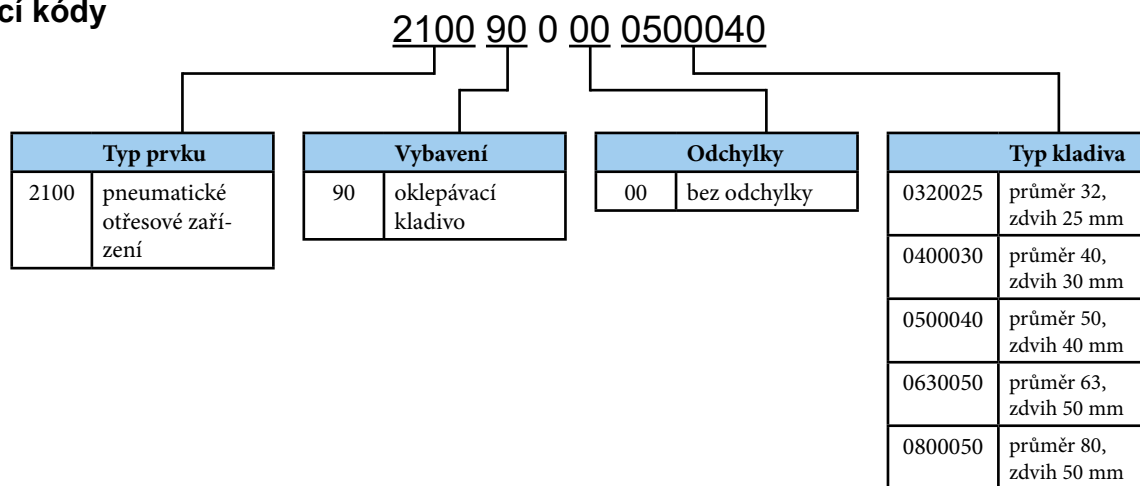 cí kódy
2100 90 0 00 0500040
Typ prvku
2100 pneumatické
otřesové zaří-
zení
Vybavení
90 oklepávací
kladivo
Odchylky
00 bez odchylky
Typ kladiva
0320025 průměr 32,
zdvih 25 mm
0400030 průměr 40,
zdvih 30 mm
0500040 průměr 50,
zdvih 40 mm
0630050 průměr 63,
zdvih 50 mm
0800050 průměr 80,
zdvih 50 mm